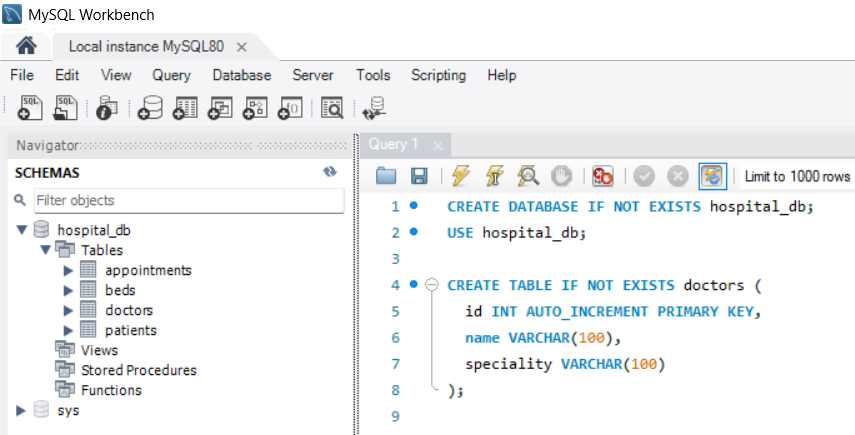 MySQL Workbench
Local instance MySQL80
File Edit View Query Database Server Tools Scripting Help
SQL SQL
Navigator
SCHEMAS
Filter objects
hospital_db
Tables
appointments
beds
doctors
patients
Views
Stored Procedures
Functions
sys
Query 1
Limit to 1000 rows
1 CREATE DATABASE IF NOT EXISTS hospital_db;
2 USE hospital_db;
3
4 CREATE TABLE IF NOT EXISTS doctors (
5 id INT AUTO_INCREMENT PRIMARY KEY,
6 name VARCHAR(100),
7 speciality VARCHAR(100)
8 );
9